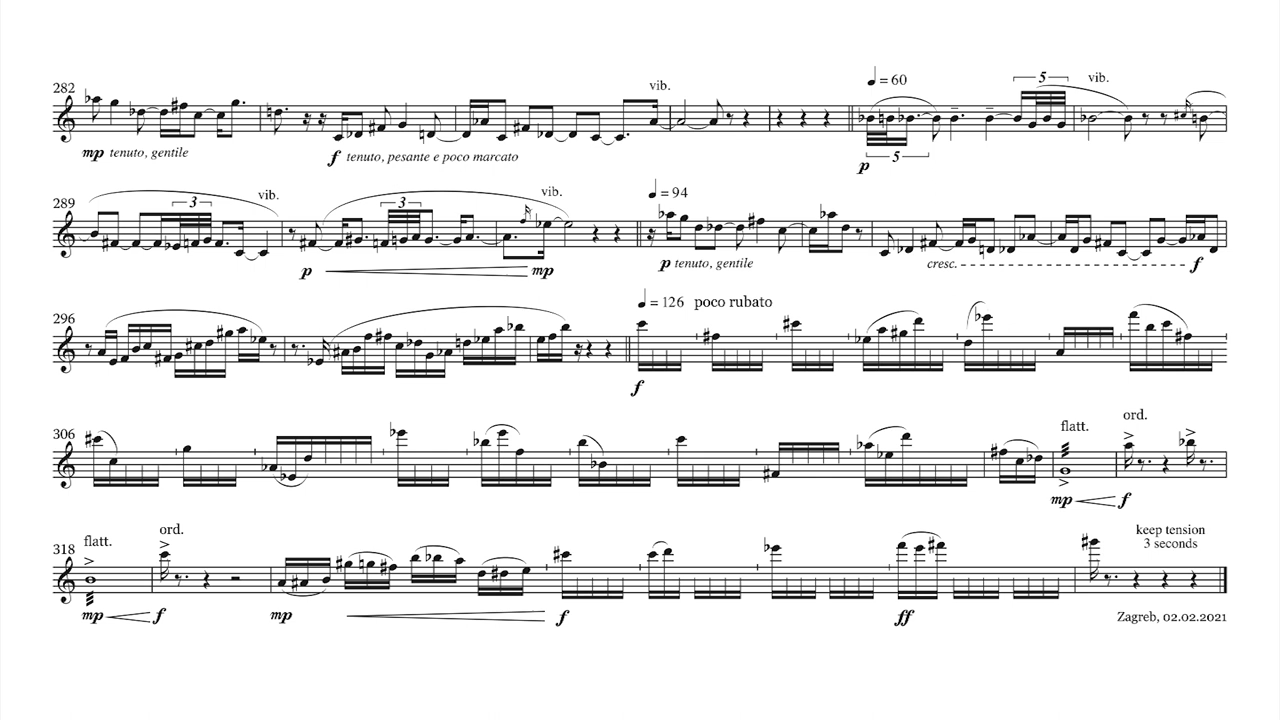 282
mp tenuto, gentile
f tenuto, pesante e poco marcato
vib.
= 60
5
5
vib.
p
289
3
vib.
p
3
vib.
mp
= 94
p tenuto, gentile
cresc.
f
296
= 126 poco rubato
f
306
flatt.
ord.
mp
f
318
flatt.
ord.
mp
f
mp
f
ff
keep tension
3 seconds
Zagreb, 02.02.2021